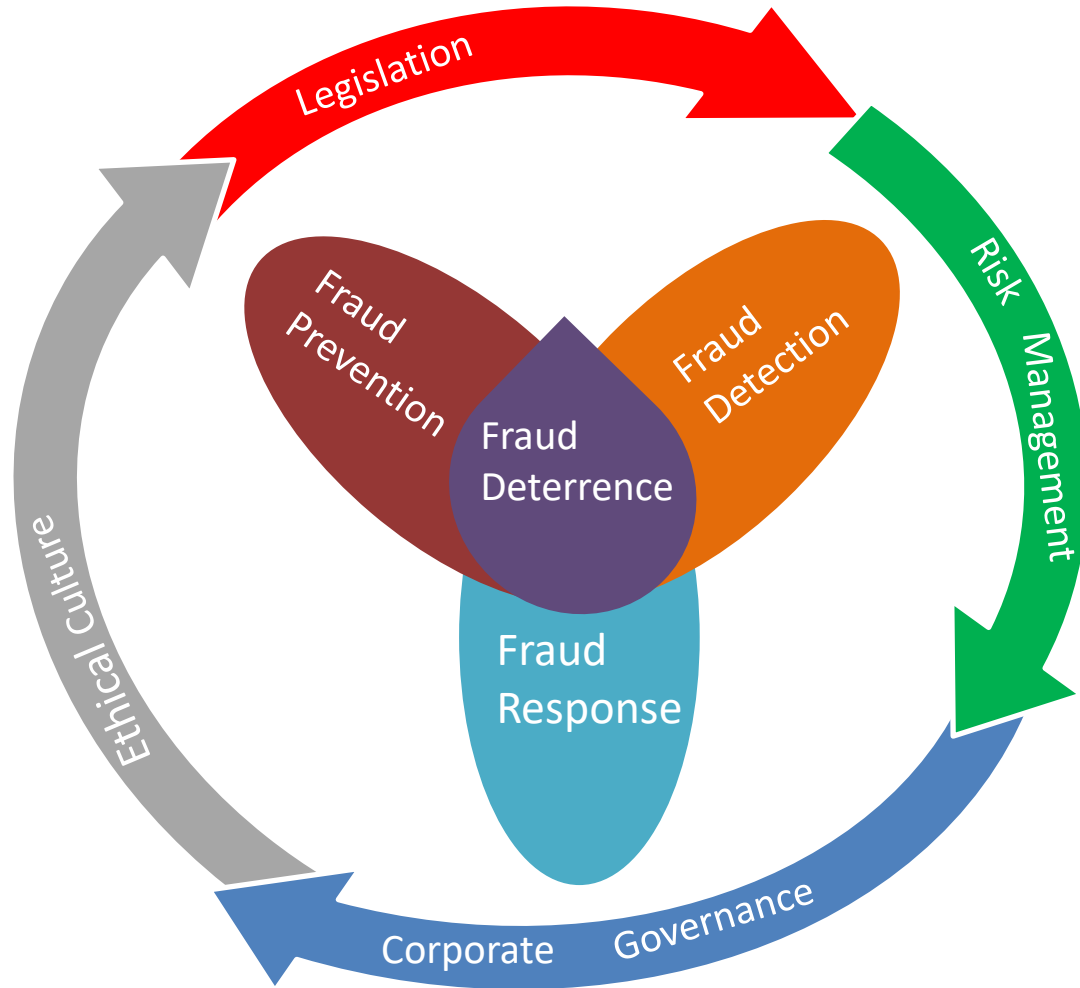 Legislation
Risk Management
Fraud
Prevention
Fraud
Detection
Fraud
Deterrence
Fraud
Response
Ethical Culture
Corporate Governance